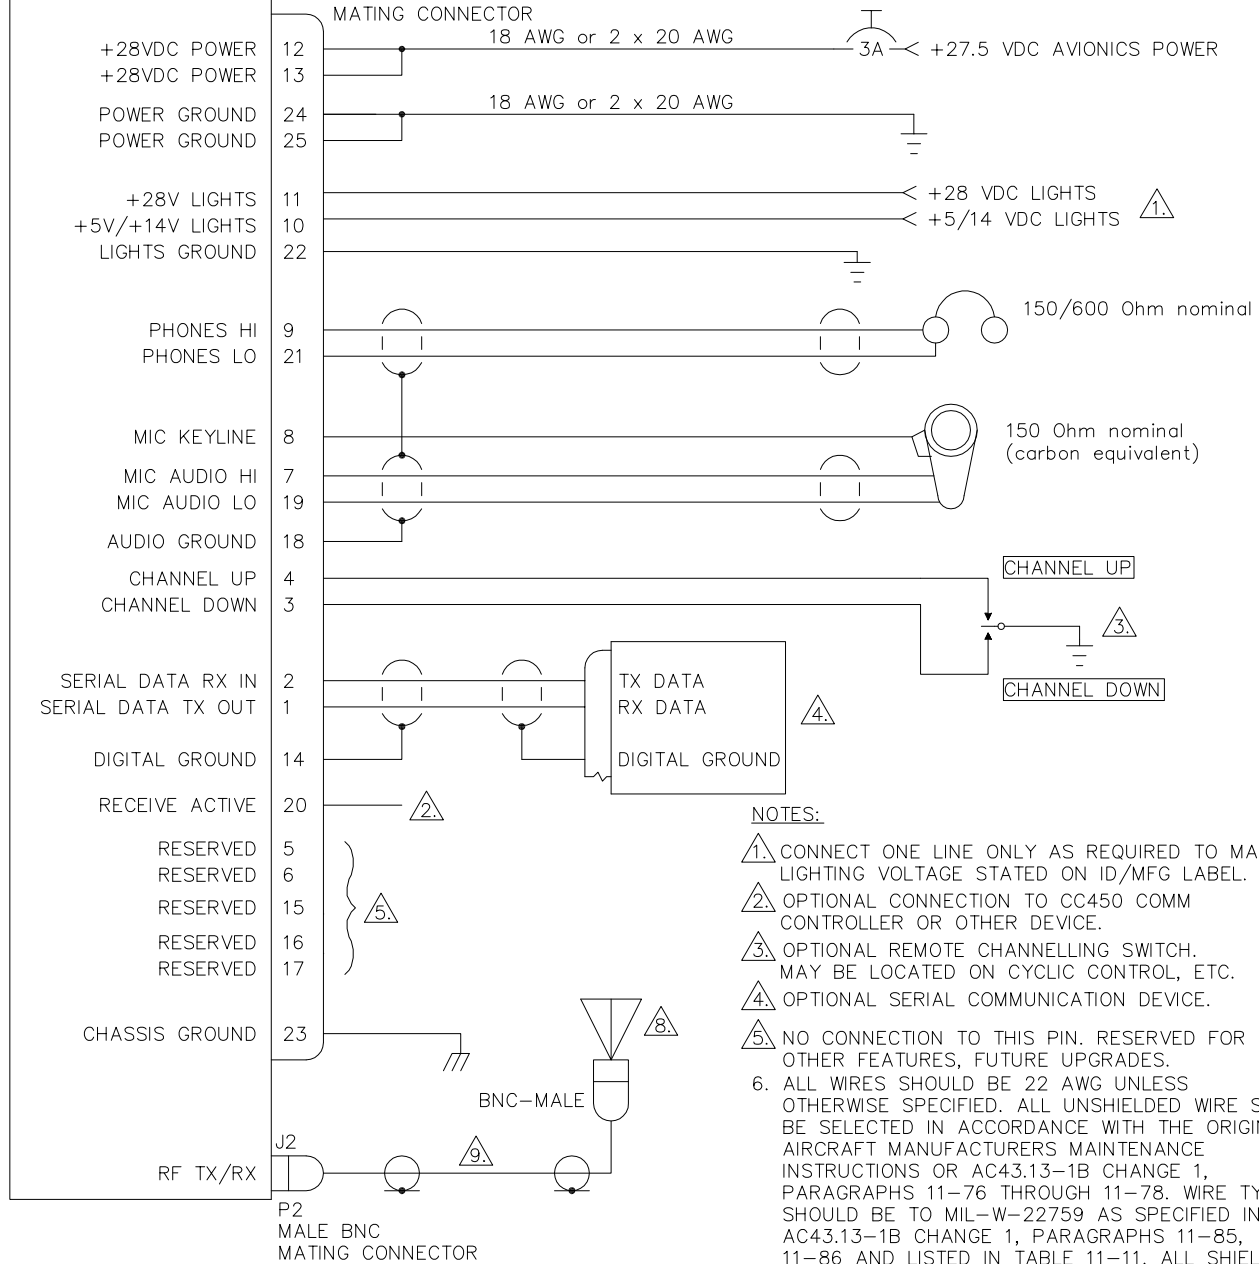 MATING CONNECTOR
+28VDC POWER 12 18 AWG or 2 x 20 AWG 3A +27.5 VDC AVIONICS POWER
+28VDC POWER 13
POWER GROUND 24 18 AWG or 2 x 20 AWG
POWER GROUND 25
+28V LIGHTS 11 +28 VDC LIGHTS
1.
+5V/+14V LIGHTS 10 +5/14 VDC LIGHTS
LIGHTS GROUND 22
150/600 Ohm nominal
PHONES HI 9
PHONES LO 21
MIC KEYLINE 8 150 Ohm nominal
(carbon equivalent)
MIC AUDIO HI 7
MIC AUDIO LO 19
AUDIO GROUND 18
CHANNEL UP
CHANNEL UP 4
CHANNEL DOWN 3
3.
SERIAL DATA RX IN 2 TX DATA
CHANNEL DOWN
SERIAL DATA TX OUT 1 RX DATA 4.
DIGITAL GROUND 14 DIGITAL GROUND
RECEIVE ACTIVE 20 2.
RESERVED 5
RESERVED 6
RESERVED 15 5.
RESERVED 16
RESERVED 17
CHASSIS GROUND 23 8.
BNC-MALE
J2
RF TX/RX 9.
P2
MALE BNC
MATING CONNECTOR
NOTES:
1. CONNECT ONE LINE ONLY AS REQUIRED TO
LIGHTING VOLTAGE STATED ON ID/MFG LABEL.
2. OPTIONAL CONNECTION TO CC450 COMM
CONTROLLER OR OTHER DEVICE.
3. OPTIONAL REMOTE CHANNELLING SWITCH.
MAY BE LOCATED ON CYCLIC CONTROL, ETC.
4. OPTIONAL SERIAL COMMUNICATION DEVICE.
5. NO CONNECTION TO THIS PIN. RESERVED FOR
OTHER FEATURES, FUTURE UPGRADES.
6. ALL WIRES SHOULD BE 22 AWG UNLESS
OTHERWISE SPECIFIED. ALL UNSHIELDED WIRE
BE SELECTED IN ACCORDANCE WITH THE
AIRCRAFT MANUFACTURERS MAINTENANCE
INSTRUCTIONS OR AC43.13-1B CHANGE 1,
PARAGRAPHS 11-76 THROUGH 11-78. WIRE
SHOULD BE TO MIL-W-22759 AS SPECIFIED IN
AC43.13-1B CHANGE 1, PARAGRAPHS 11-85,
11-86 AND LISTED IN TABLE 11-11. ALL